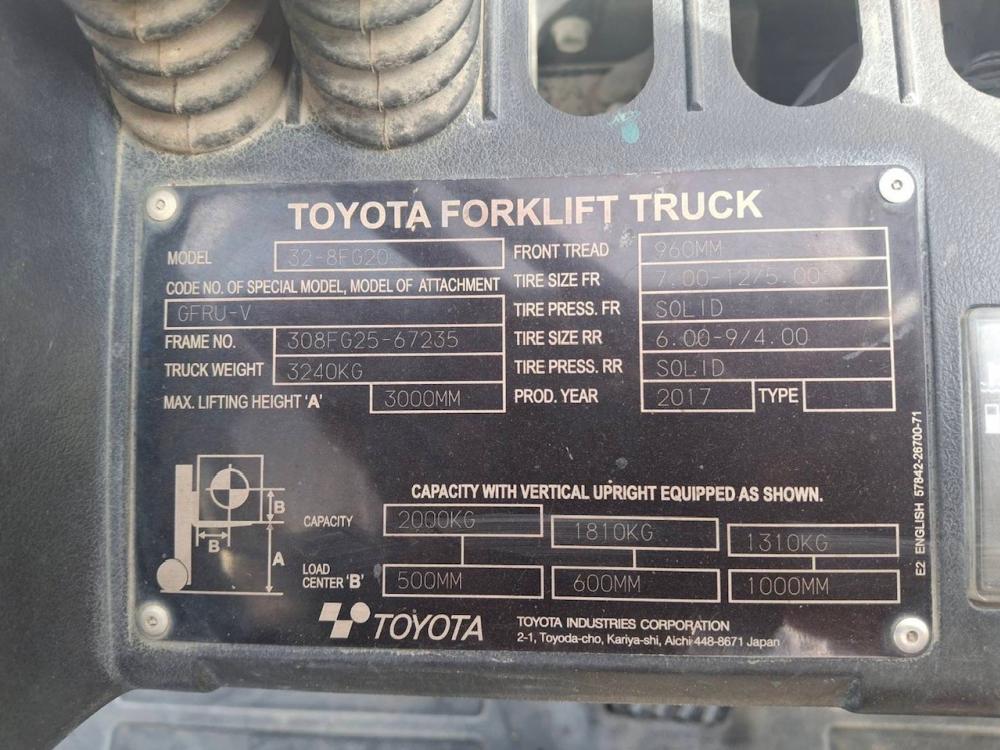 TOYOTA FORKLIFT TRUCK
MODEL 32-8FG20
CODE NO. OF SPECIAL MODEL, MODEL OF ATTACHMENT
GFRU-V
FRAME NO. 308FG25-67235
TRUCK WEIGHT 3240KG
MAX. LIFTING HEIGHT 'A' 3000MM
FRONT TREAD 960MM
TIRE SIZE FR 7.00-12/5.00
TIRE PRESS. FR SOLID
TIRE SIZE RR 6.00-9/4.00
TIRE PRESS. RR SOLID
PROD. YEAR 2017 TYPE
B
B
A
CAPACITY WITH VERTICAL UPRIGHT EQUIPPED AS SHOWN.
CAPACITY 2000KG 1810KG 1310KG
LOAD CENTER 'B' 500MM 600MM 1000MM
TOYOTA
TOYOTA INDUSTRIES CORPORATION
2-1, Toyoda-cho, Kariya-shi, Aichi 448-8671 Japan
E2 ENGLISH 57842-26700-71